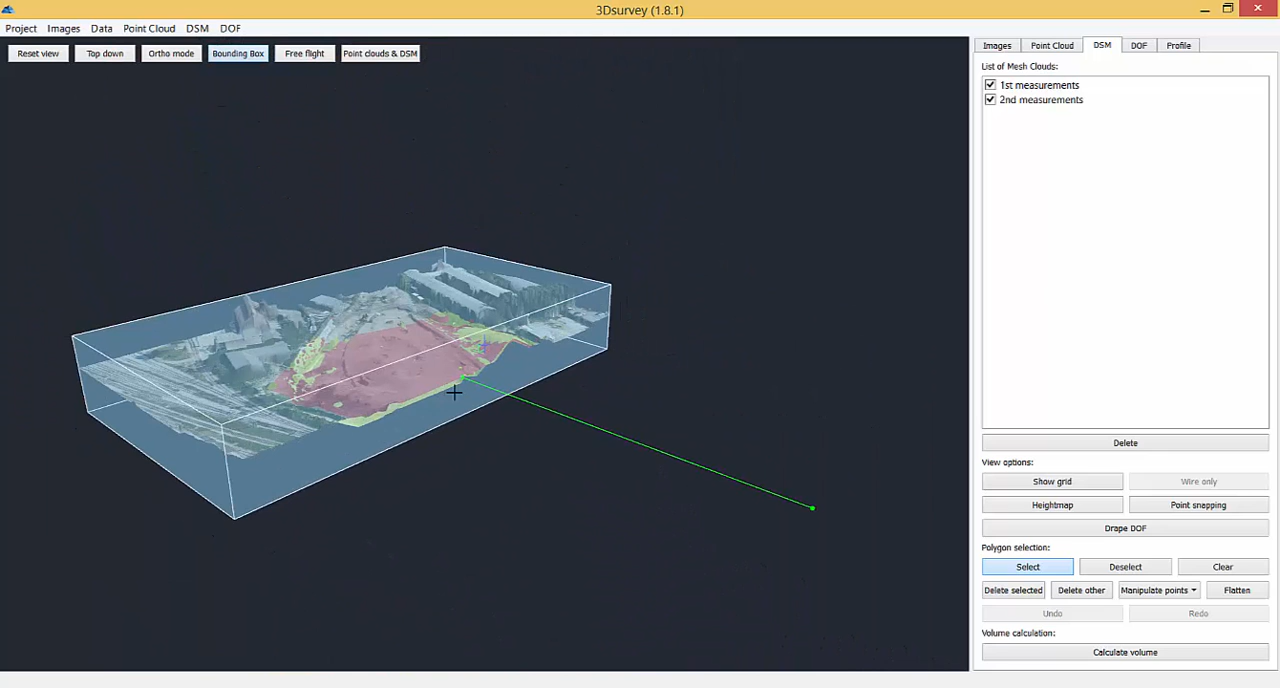 3Dsurvey (1.8.1)
Project Images Data Point Cloud DSM DOF
Reset view Top down Ortho mode Bounding Box Free flight Point clouds & DSM
Images Point Cloud DSM DOF Profile
List of Mesh Clouds:
1st measurements
2nd measurements
Delete
View options:
Show grid Wire only
Heightmap Point snapping
Drape DOF
Polygon selection:
Select Deselect Clear
Delete selected Delete other Manipulate points Flatten
Undo Redo
Volume calculation:
Calculate volume